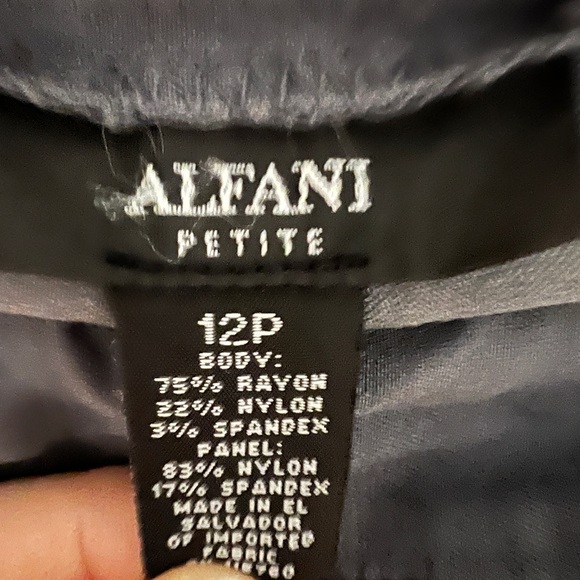 ALFANI
PETITE
12P
BODY:
75% RAYON
22% NYLON
3% SPANDEX
PANEL:
83% NYLON
17% SPANDEX
MADE IN EL
SALVADOR
OF IMPORTED
FABRIC